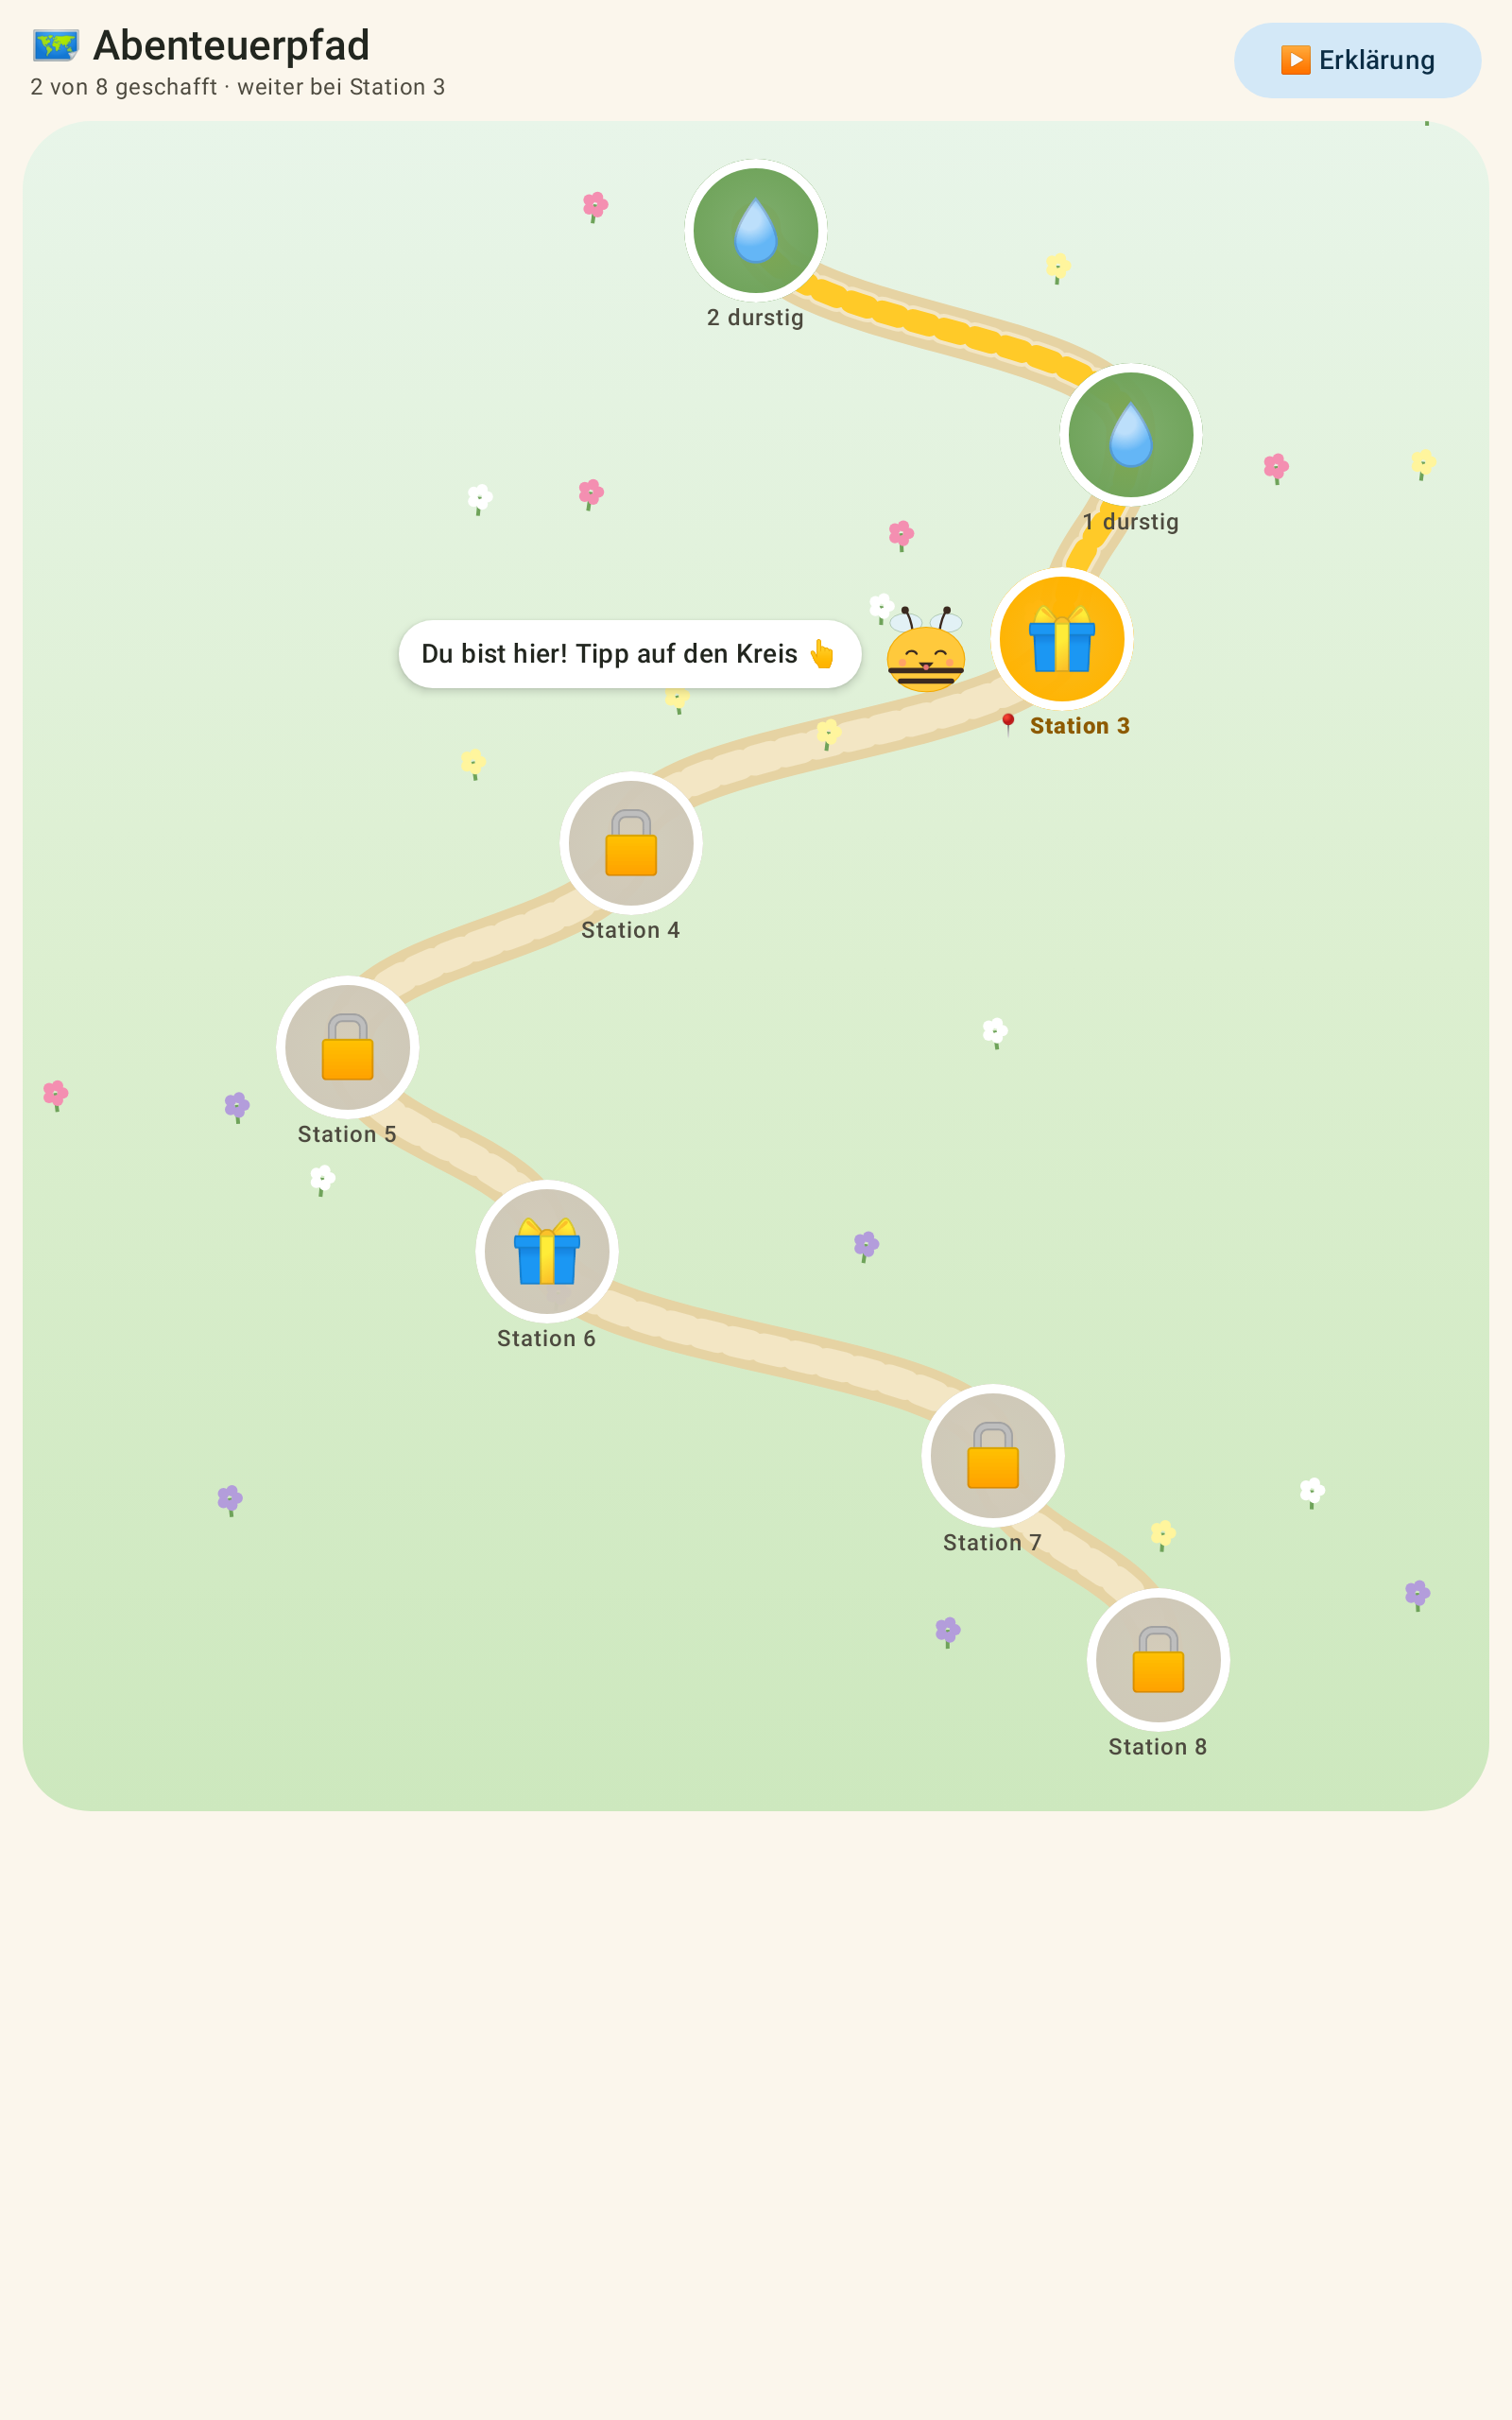 Abenteuerpfad
2 von 8 geschafft · weiter bei Station 3
Erklärung
2 durstig
1 durstig
Du bist hier! Tipp auf den Kreis 👆
Station 3
Station 4
Station 5
Station 6
Station 7
Station 8